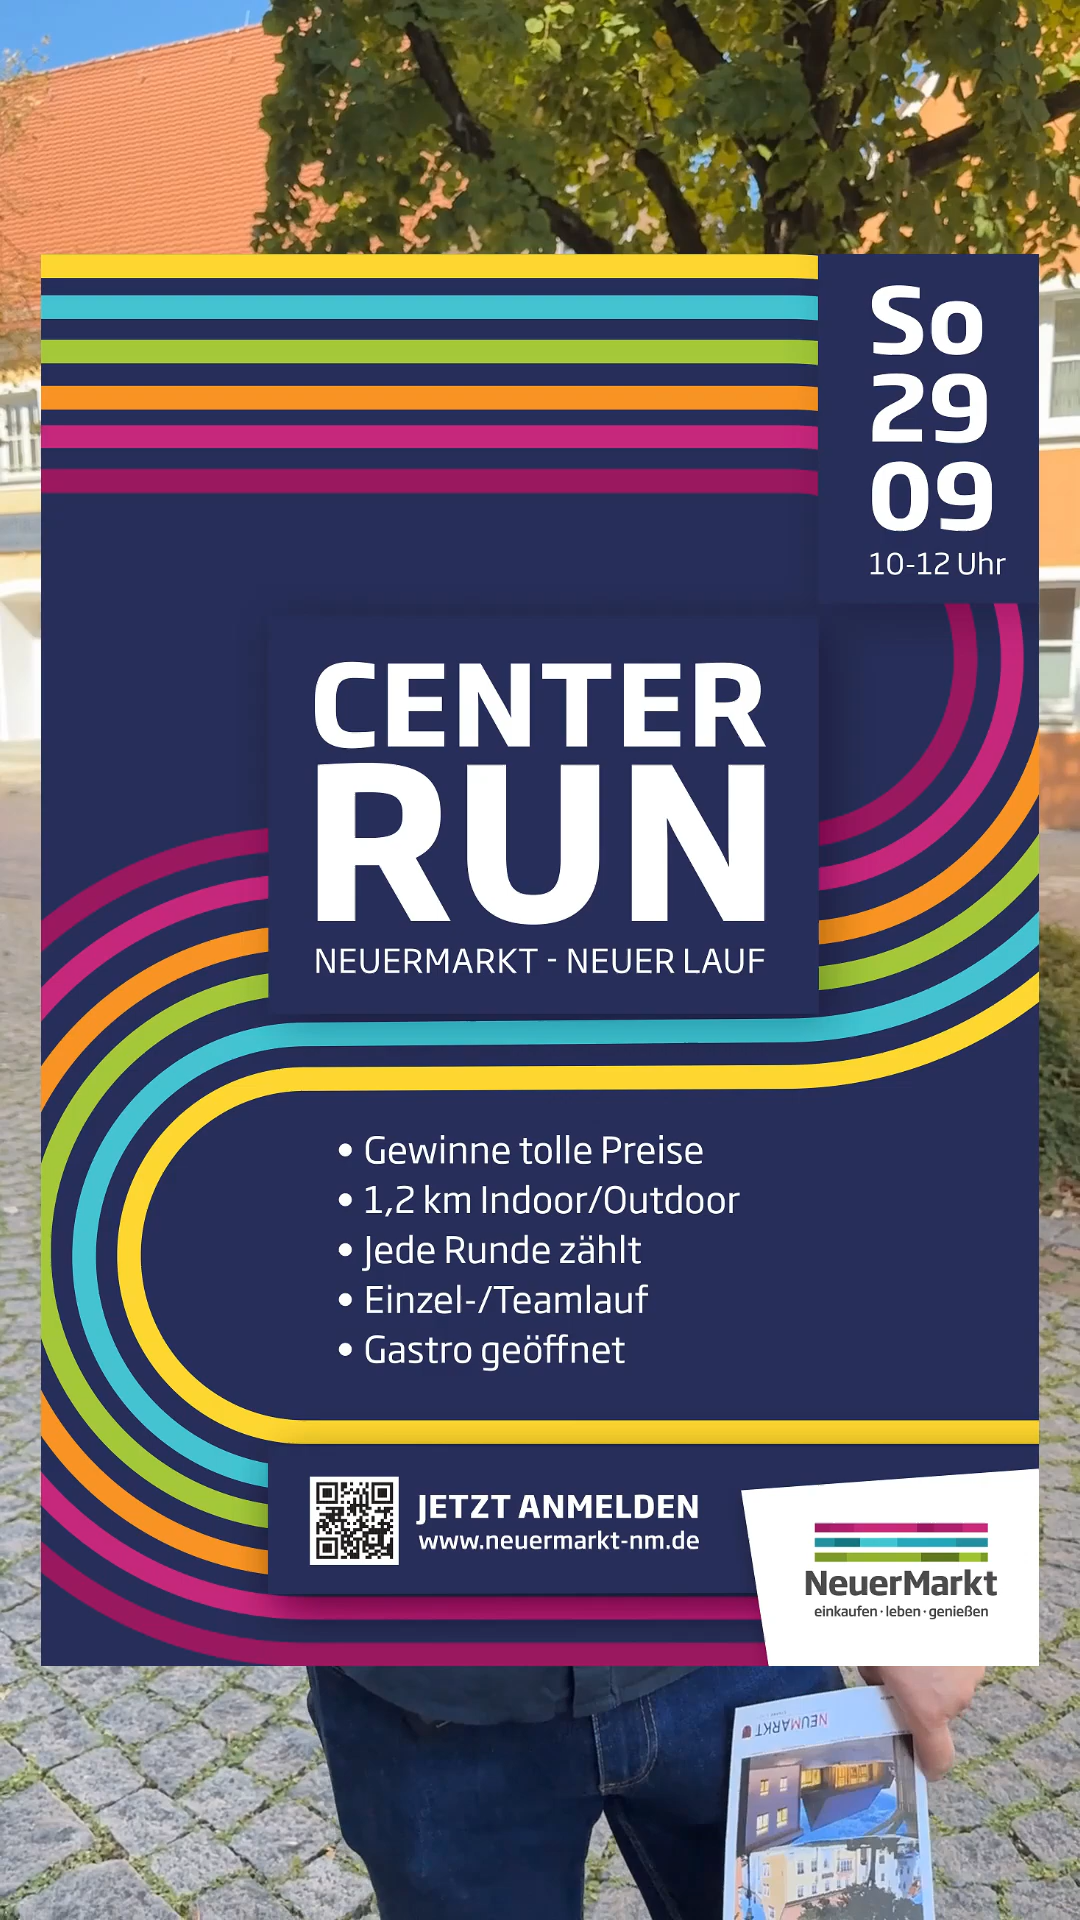 So
29
09
10-12 Uhr
CENTER
RUN
NEUERMARKT - NEUER LAUF
• Gewinne tolle Preise
• 1,2 km Indoor/Outdoor
• Jede Runde zählt
• Einzel-/Teamlauf
• Gastro geöffnet
JETZT ANMELDEN
www.neuermarkt-nm.de
NeuerMarkt
einkaufen · leben · genießen
NEUMARKT